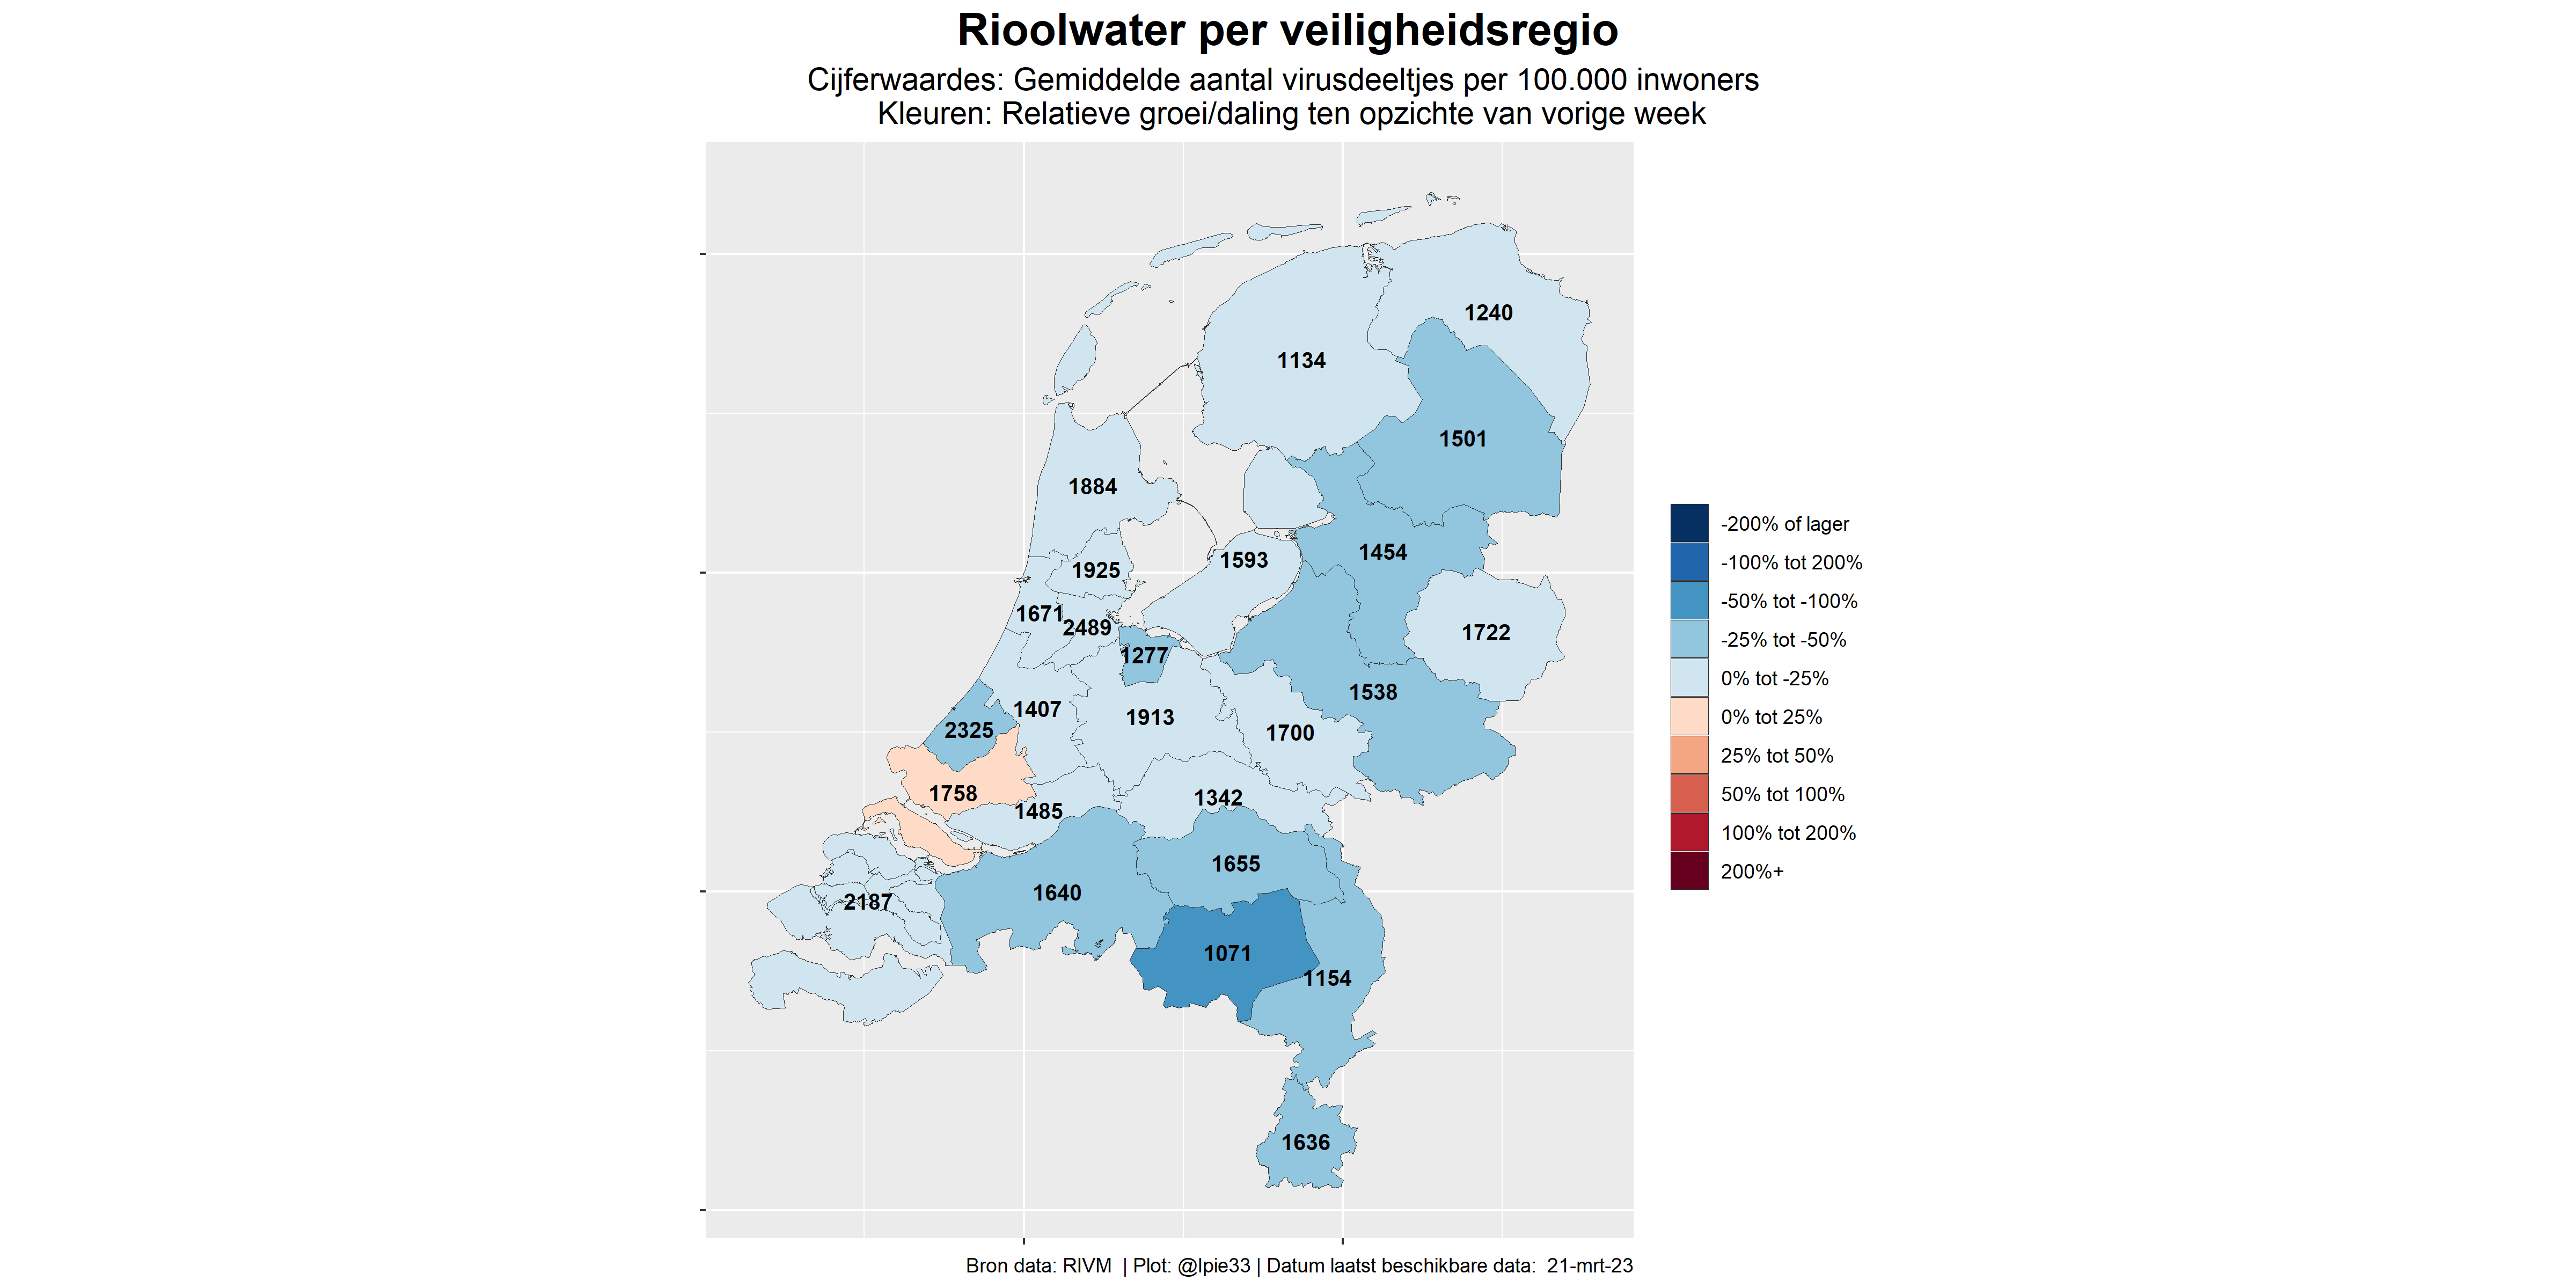 Rioolwater per veiligheidsregio
Cijferwaardes: Gemiddelde aantal virusdeeltjes per 100.000 inwoners
Kleuren: Relatieve groei/daling ten opzichte van vorige week
1240
1134
1501
1884
1454
1593
1925
1671
2489
1722
1277
1538
1407
1913
2325
1700
1758
1342
1485
1655
1640
2187
1071
1154
1636
-200% of lager
-100% tot 200%
-50% tot -100%
-25% tot -50%
0% tot -25%
0% tot 25%
25% tot 50%
50% tot 100%
100% tot 200%
200%+
Bron data: RIVM | Plot: @lpie33 | Datum laatst beschikbare data: 21-mrt-23